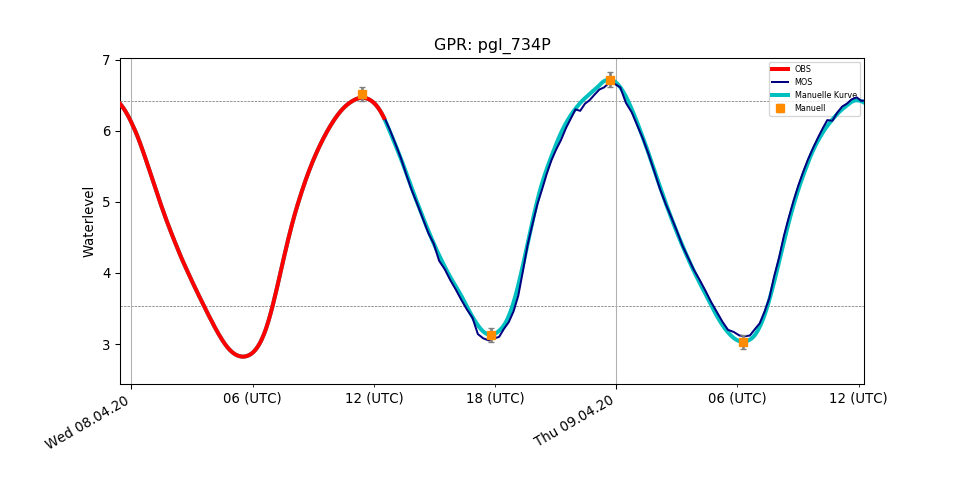 GPR: pgl_734P
7
6
5
4
3
Waterlevel
OBS
MOS
Manuelle Kurve
Manuell
Wed 08.04.20
06 (UTC)
12 (UTC)
18 (UTC)
Thu 09.04.20
06 (UTC)
12 (UTC)